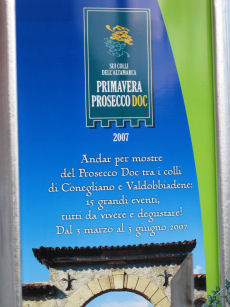 SUI COLLI
DELL'ALTAMARCA
PRIMAVERA
PROSECCO DOC
2007
Andar per mostre
del Prosecco Doc tra i colli
di Conegliano e Valdobbiadene:
15 grandi eventi,
tutti da vivere e degustare!
Dal 3 marzo al 3 giugno 2007